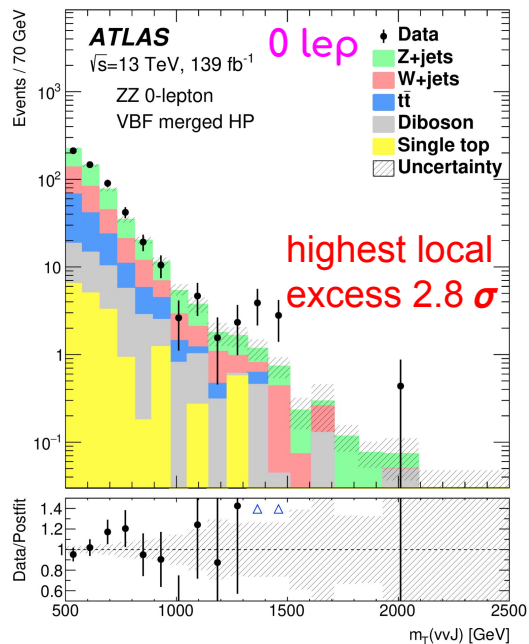 Events / 70 GeV
10³
10²
10
1
10⁻¹
ATLAS
√s=13 TeV, 139 fb⁻¹
ZZ 0-lepton
VBF merged HP
0 lep
Data
Z+jets
W+jets
tt̄
Diboson
Single top
Uncertainty
highest local
excess 2.8 σ
Data/Postfit
1.4
1.2
1
0.8
0.6
500 1000 1500 2000 2500
m_T(vvJ) [GeV]